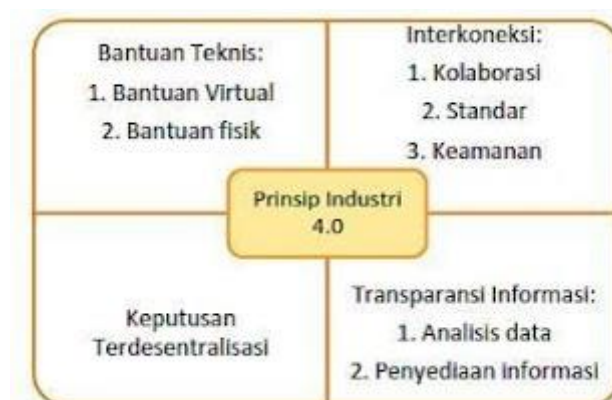 Bantuan Teknis:
1. Bantuan Virtual
2. Bantuan fisik
Interkoneksi:
1. Kolaborasi
2. Standar
3. Keamanan
Prinsip Industri
4.0
Keputusan
Terdesentralisasi
Transparansi Informasi:
1. Analisis data
2. Penyediaan informasi